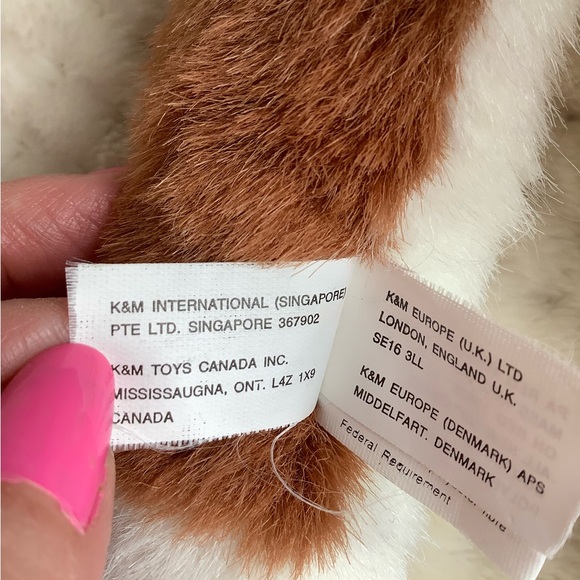 K&M INTERNATIONAL (SINGAPORE)
PTE LTD. SINGAPORE 367902
K&M TOYS CANADA INC.
MISSISSAUGNA, ONT. L4Z 1X9
CANADA
K&M EUROPE (U.K.) LTD
LONDON, ENGLAND U.K.
SE16 3LL
K&M EUROPE (DENMARK) APS
MIDDELFART. DENMARK
Federal Requirement